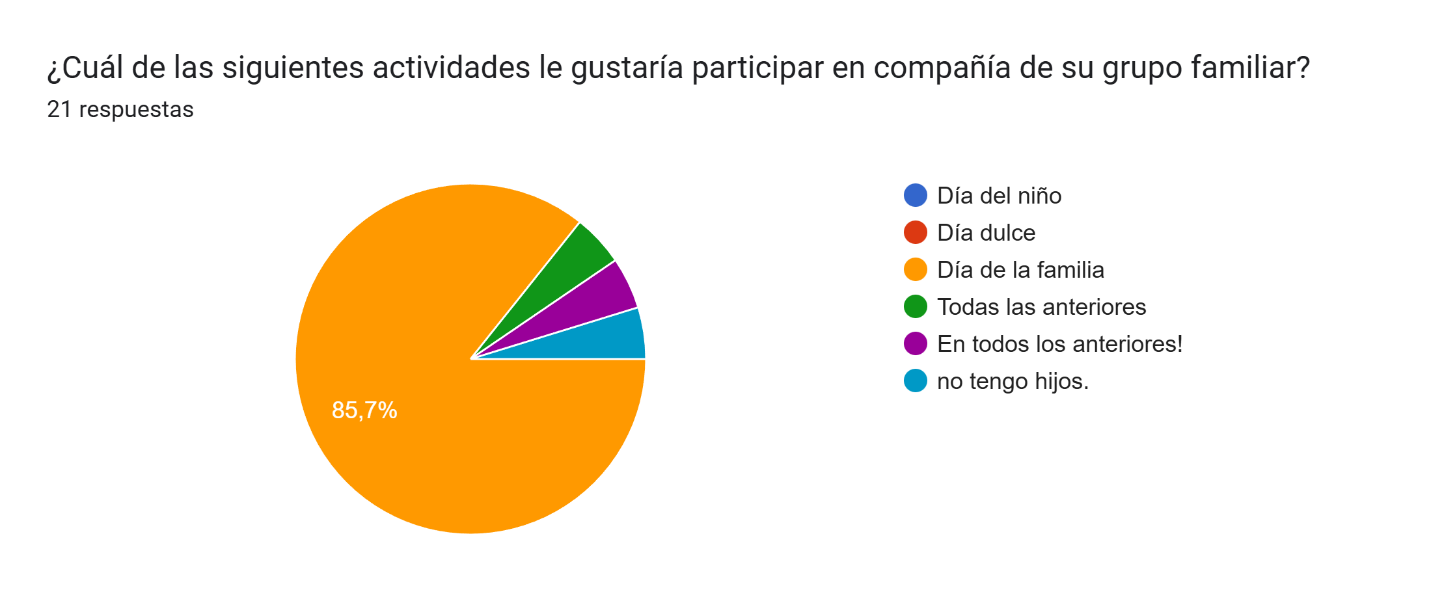 ¿Cuál de las siguientes actividades le gustaría participar en compañía de su grupo familiar?
21 respuestas
85,7%
Día del niño
Día dulce
Día de la familia
Todas las anteriores
En todos los anteriores!
no tengo hijos.